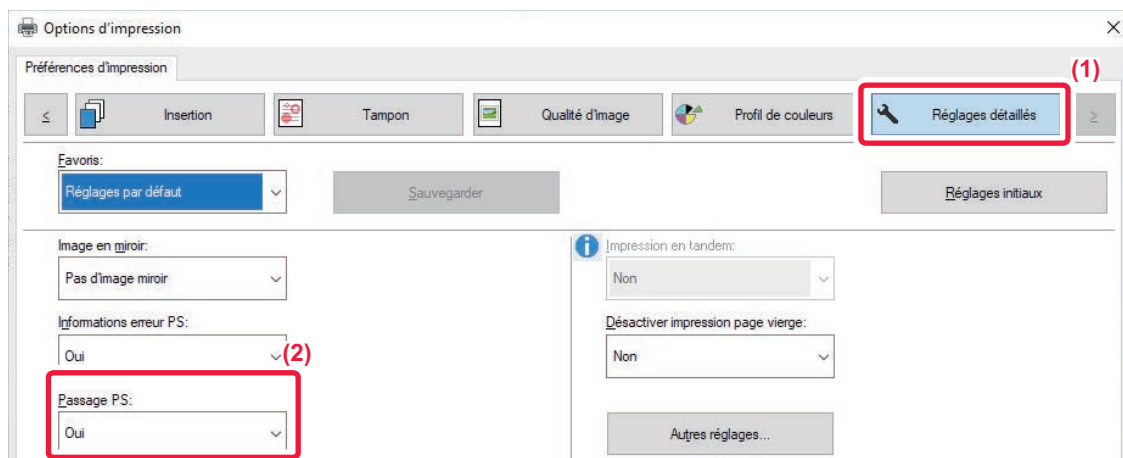 Options d'impression
Préférences d'impression
(1)
<
Insertion
Tampon
Qualité d'image
Profil de couleurs
Réglages détaillés
>
Favoris:
Réglages par défaut
Sauvegarder
Réglages initiaux
Image en miroir:
Pas d'image miroir
Impression en tandem:
Non
Informations erreur PS:
Oui
(2)
Désactiver impression page vierge:
Non
Passage PS:
Oui
Autres réglages...